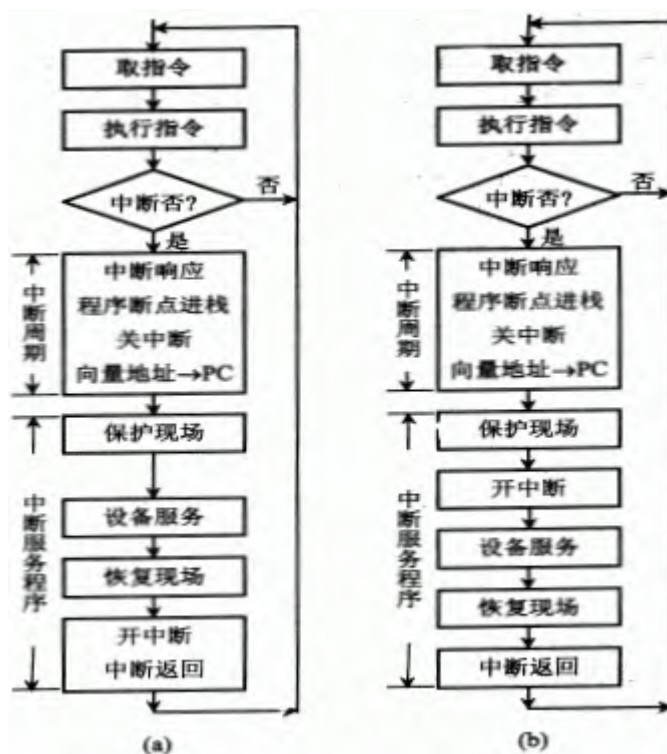 取指令
执行指令
中断否?
否
是
中断周期
中断响应
程序断点进栈
关中断
向量地址→PC
中断服务程序
保护现场
设备服务
恢复现场
开中断
中断返回
(a)
取指令
执行指令
中断否?
否
是
中断周期
中断响应
程序断点进栈
关中断
向量地址→PC
中断服务程序
保护现场
开中断
设备服务
恢复现场
中断返回
(b)